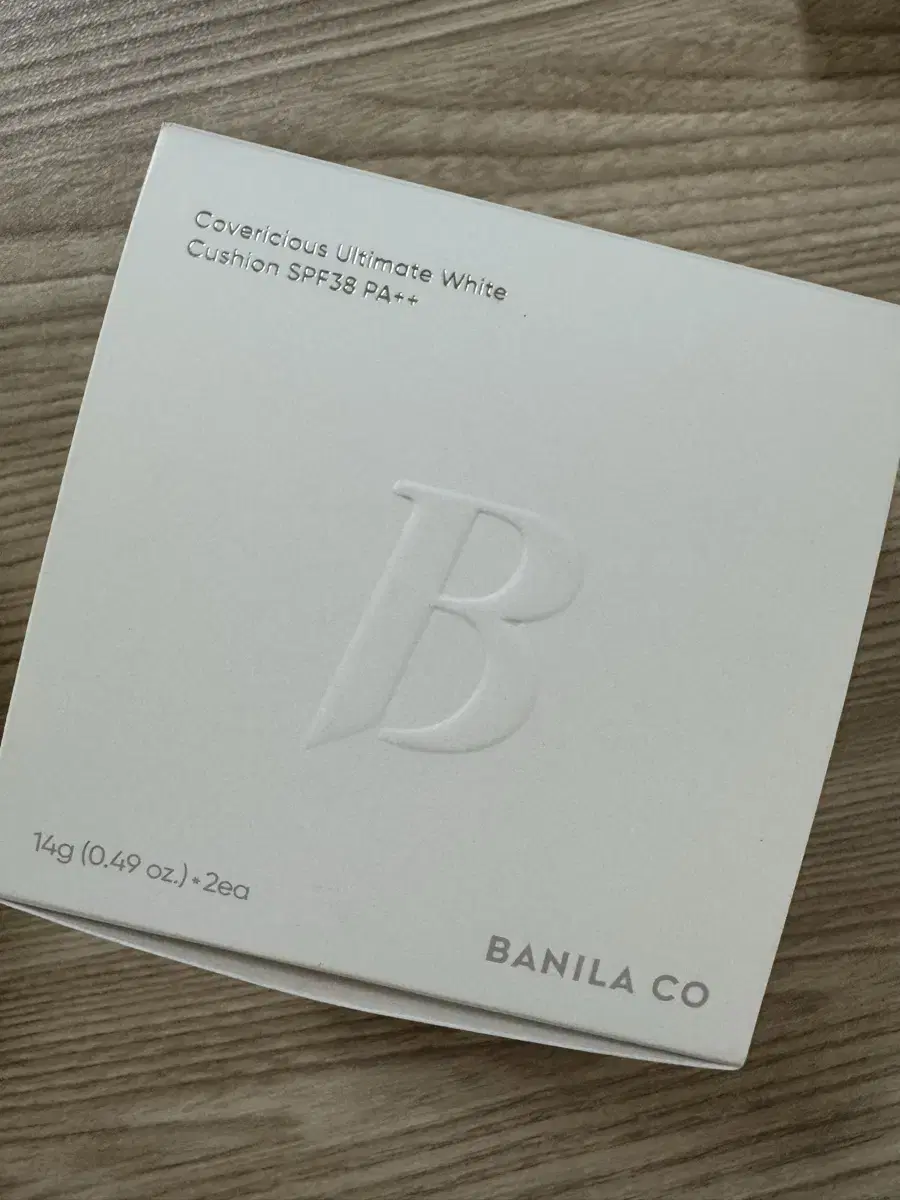 Covericious Ultimate White
Cushion SPF38 PA++
B
14g (0.49 oz.)*2ea
BANILA CO